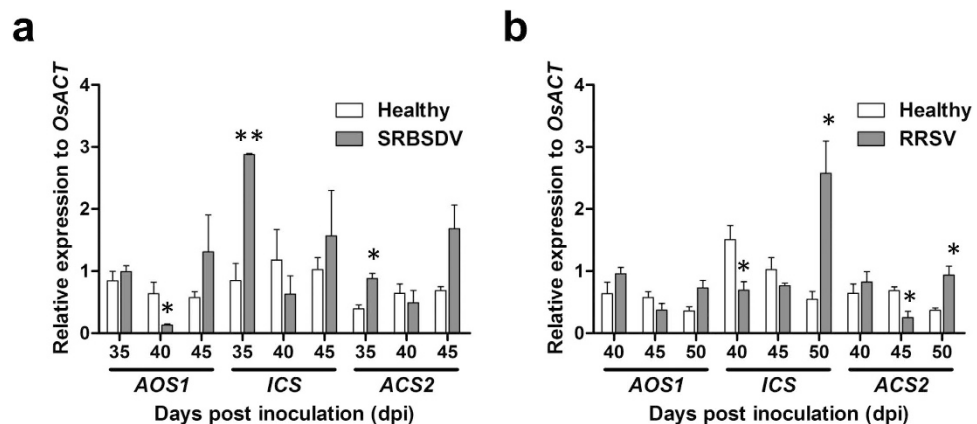 a
Relative expression to OsACT
4
3
2
1
0
Healthy
SRBSDV
**
*
*
35 40 45 35 40 45 35 40 45
AOS1 ICS ACS2
Days post inoculation (dpi)
b
Relative expression to OsACT
4
3
2
1
0
Healthy
RRSV
*
*
*
*
40 45 50 40 45 50 40 45 50
AOS1 ICS ACS2
Days post inoculation (dpi)